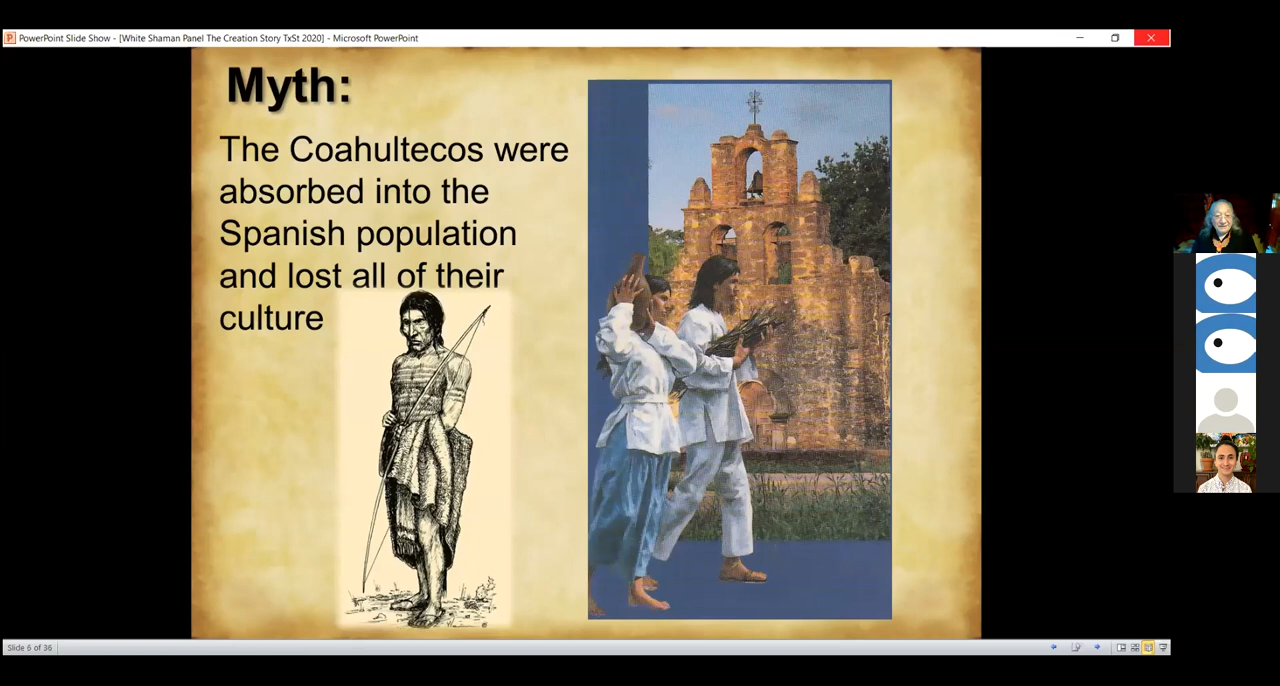 PowerPoint Slide Show - [White Shaman Panel The Creation Story TxSt 2020] - Microsoft PowerPoint
Myth:
The Coahultecos were
absorbed into the
Spanish population
and lost all of their
culture
Slide 6 of 36